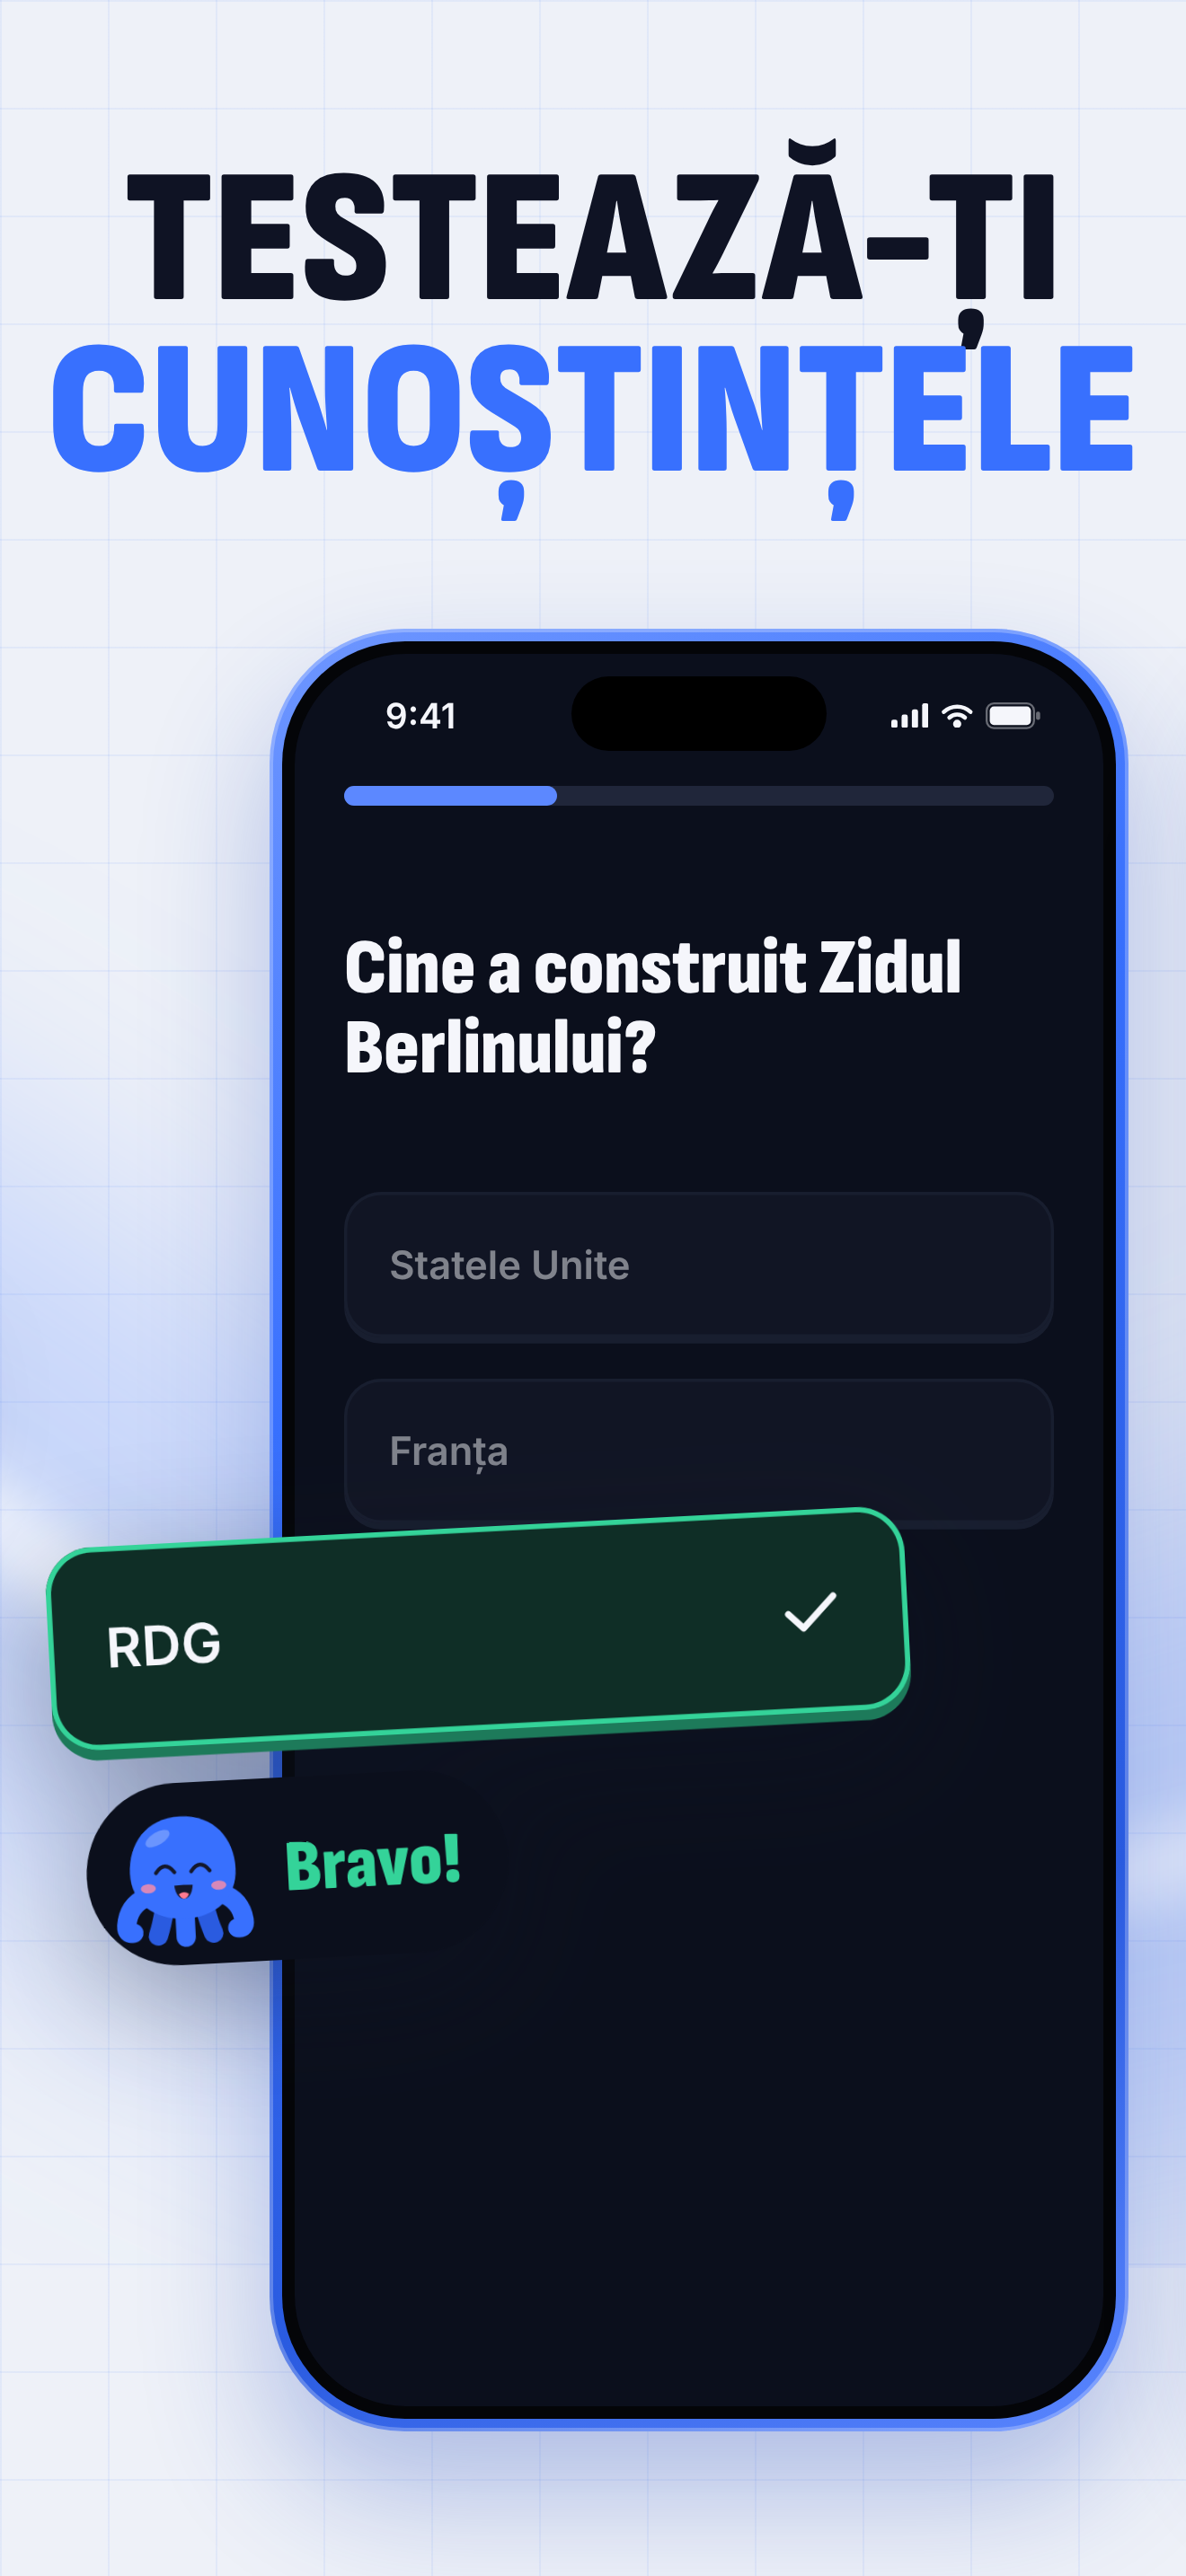 TESTEAZĂ-ȚI
CUNOȘTINȚELE
9:41
Cine a construit Zidul
Berlinului?
Statele Unite
Franța
RDG
Bravo!